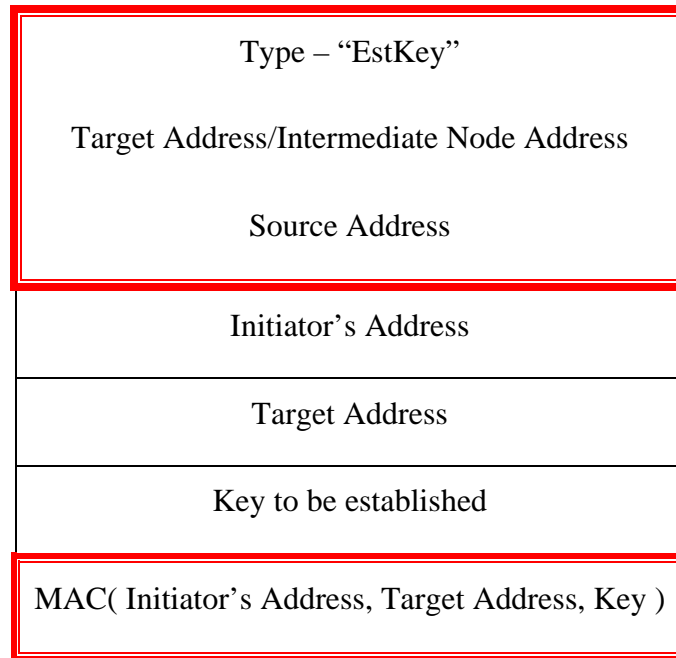 Type – “EstKey”
Target Address/Intermediate Node Address
Source Address
Initiator’s Address
Target Address
Key to be established
MAC( Initiator’s Address, Target Address, Key )